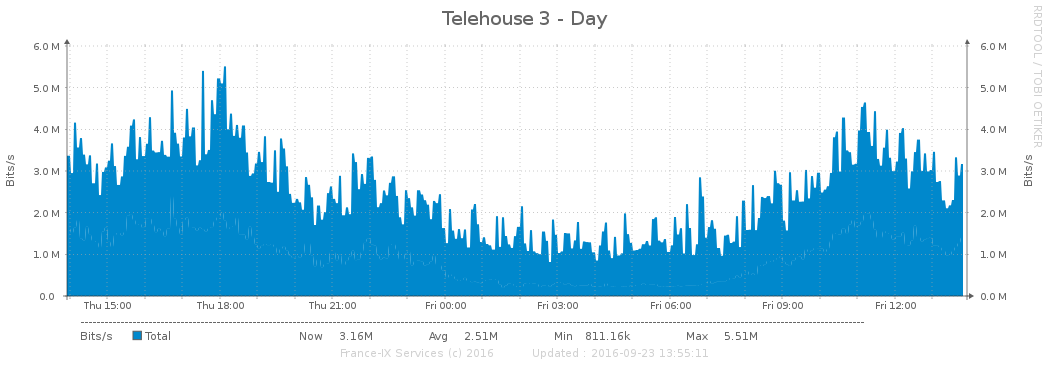 Telehouse 3 - Day
RRDTOOL / TOBI OETIKER
Bits/s
Bits/s
6.0 M 6.0 M
5.0 M 5.0 M
4.0 M 4.0 M
3.0 M 3.0 M
2.0 M 2.0 M
1.0 M 1.0 M
0.0 0.0 M
Thu 15:00 Thu 18:00 Thu 21:00 Fri 00:00 Fri 03:00 Fri 06:00 Fri 09:00 Fri 12:00
Bits/s Total Now 3.16M Avg 2.51M Min 811.16k Max 5.51M
France-IX Services (c) 2016 Updated : 2016-09-23 13:55:11